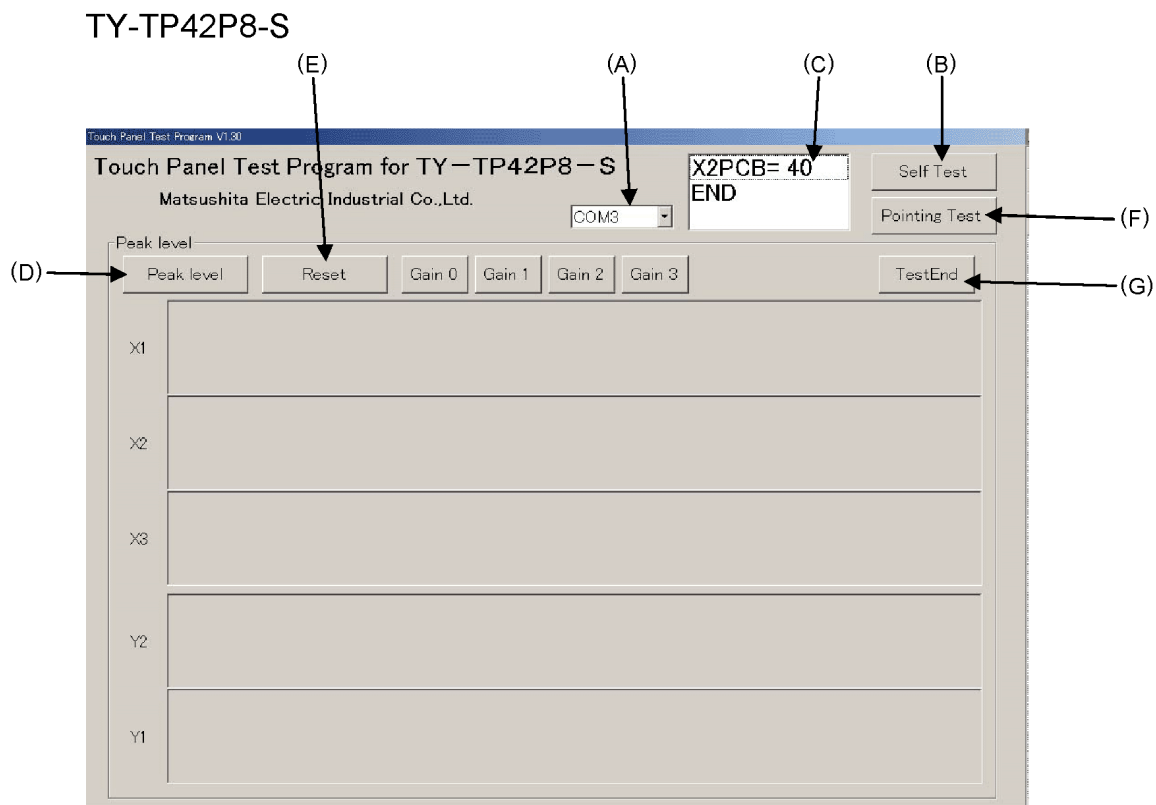 TY-TP42P8-S
(E) (A) (C) (B)
Touch Panel Test Program V1.30
Touch Panel Test Program for TY－TP42P8－S
Matsushita Electric Industrial Co.,Ltd.
COM3
X2PCB= 40
END
Self Test
Pointing Test
(F)
Peak level
(D)
Peak level Reset Gain 0 Gain 1 Gain 2 Gain 3 TestEnd
(G)
X1
X2
X3
Y2
Y1